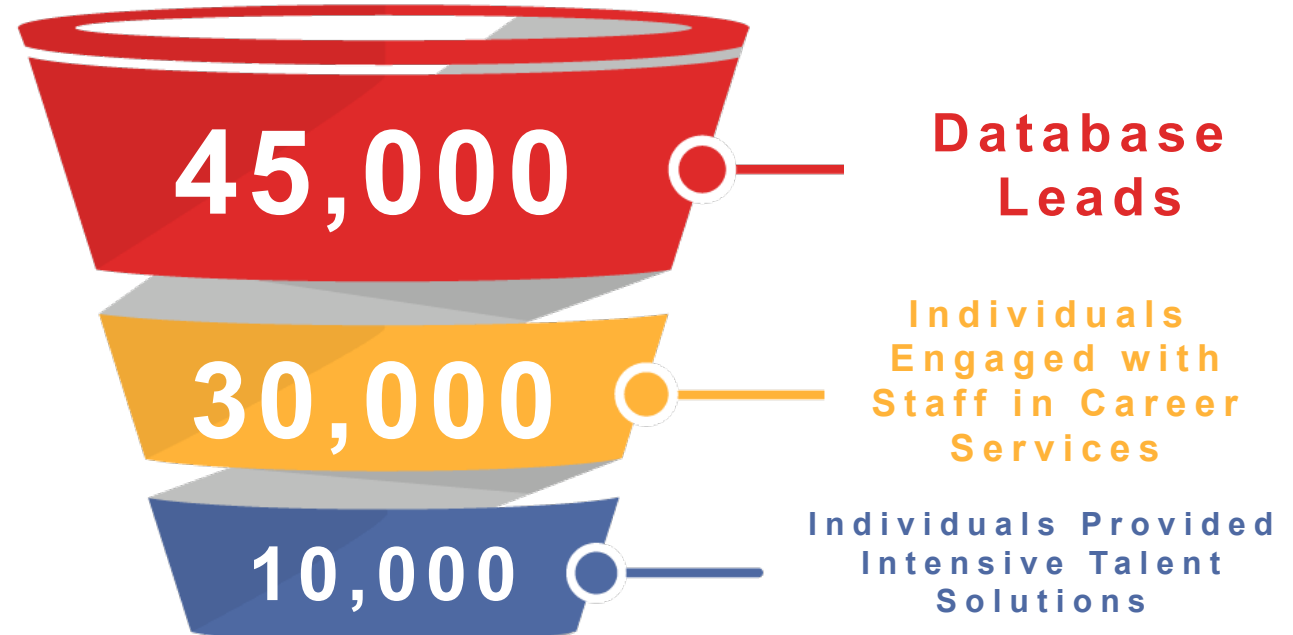 45,000
Database
Leads
30,000
Individuals
Engaged with
Staff in Career
Services
10,000
Individuals Provided
Intensive Talent
Solutions